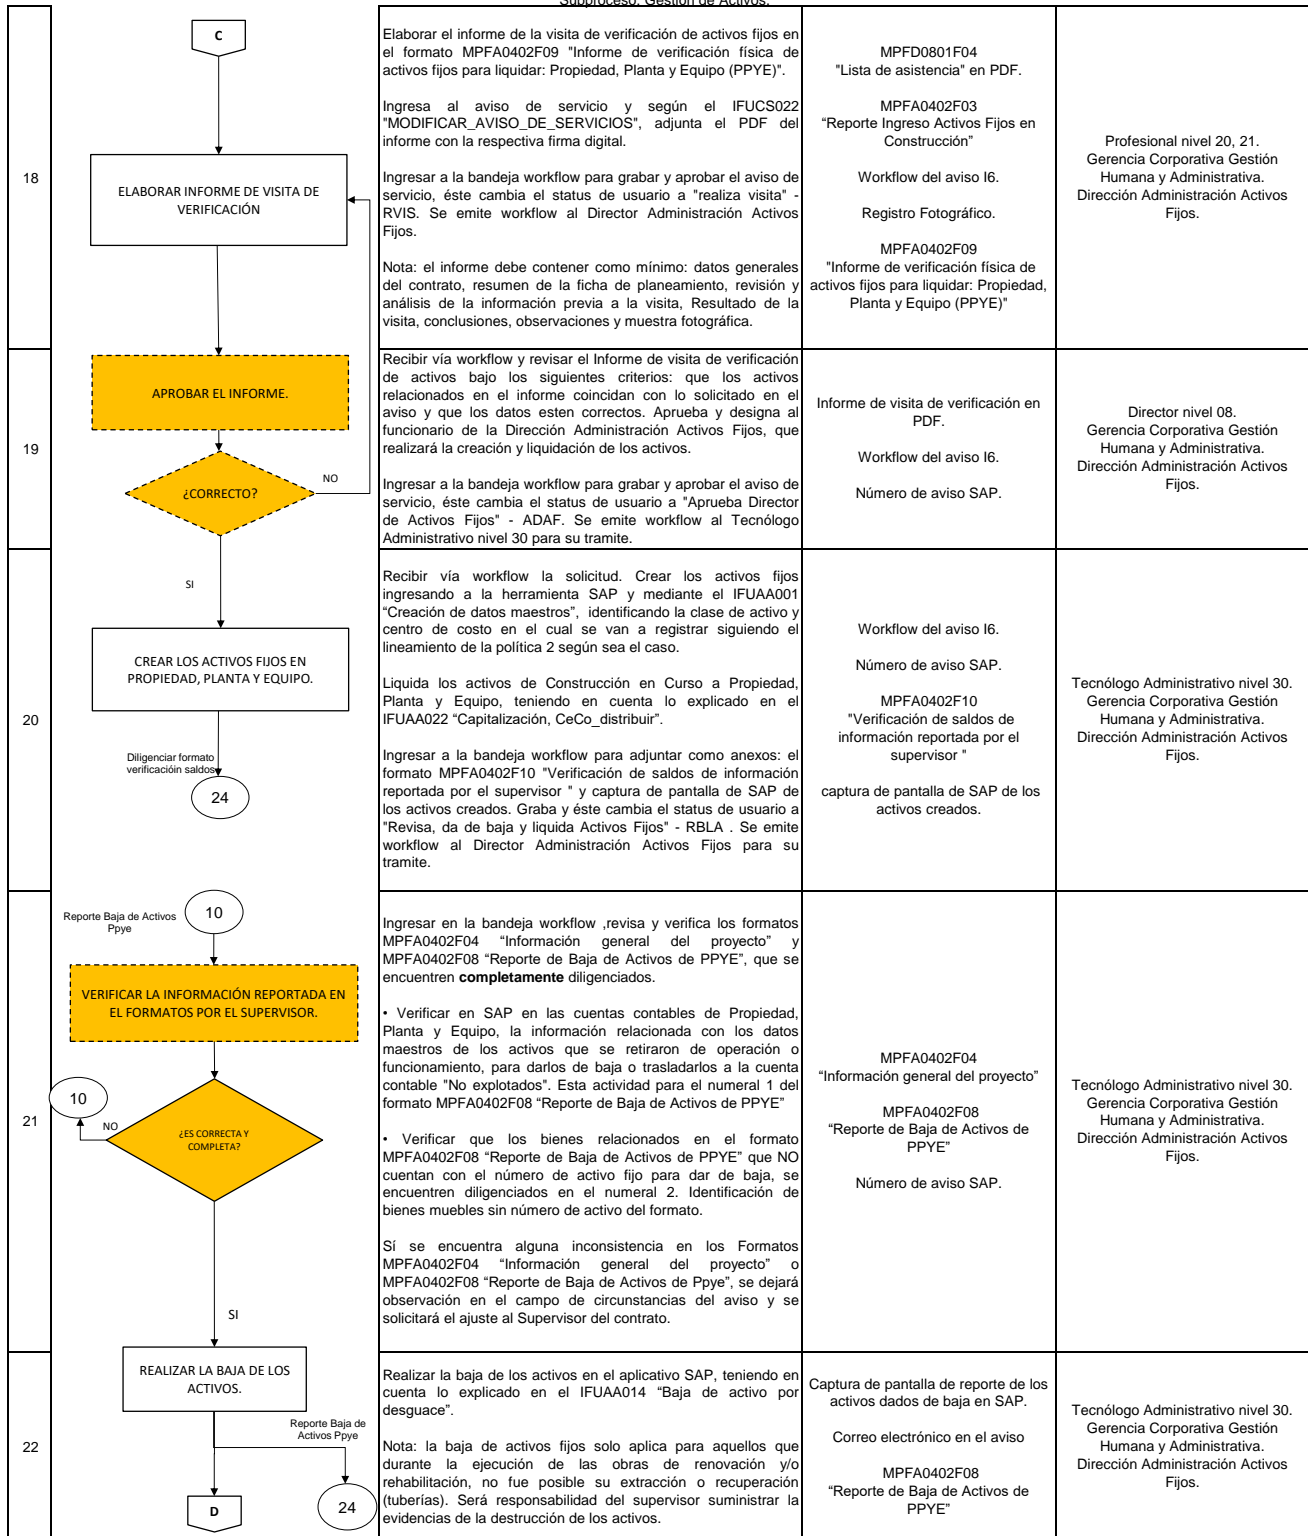 Subproceso: Gestión de Activos.
18
C
ELABORAR INFORME DE VISITA DE
VERIFICACIÓN
Elaborar el informe de la visita de verificación de activos fijos en
el formato MPFA0402F09 "Informe de verificación física de
activos fijos para liquidar: Propiedad, Planta y Equipo (PPYE)".
Ingresa al aviso de servicio y según el IFUCS022
"MODIFICAR_AVISO_DE_SERVICIOS", adjunta el PDF del
informe con la respectiva firma digital.
Ingresar a la bandeja workflow para grabar y aprobar el aviso de
servicio, éste cambia el status de usuario a "realiza visita" -
RVIS. Se emite workflow al Director Administración Activos
Fijos.
Nota: el informe debe contener como mínimo: datos generales
del contrato, resumen de la ficha de planeamiento, revisión y
análisis de la información previa a la visita, Resultado de la
visita, conclusiones, observaciones y muestra fotográfica.
MPFD0801F04
"Lista de asistencia" en PDF.
MPFA0402F03
“Reporte Ingreso Activos Fijos en
Construcción”
Workflow del aviso I6.
Registro Fotográfico.
MPFA0402F09
"Informe de verificación física de
activos fijos para liquidar: Propiedad,
Planta y Equipo (PPYE)"
Profesional nivel 20, 21.
Gerencia Corporativa Gestión
Humana y Administrativa.
Dirección Administración Activos
Fijos.
19
APROBAR EL INFORME.
¿CORRECTO?
NO
Recibir vía workflow y revisar el Informe de visita de verificación
de activos bajo los siguientes criterios: que los activos
relacionados en el informe coincidan con lo solicitado en el
aviso y que los datos esten correctos. Aprueba y designa al
funcionario de la Dirección Administración Activos Fijos, que
realizará la creación y liquidación de los activos.
Ingresar a la bandeja workflow para grabar y aprobar el aviso de
servicio, éste cambia el status de usuario a "Aprueba Director
de Activos Fijos" - ADAF. Se emite workflow al Tecnólogo
Administrativo nivel 30 para su tramite.
Informe de visita de verificación en
PDF.
Workflow del aviso I6.
Número de aviso SAP.
Director nivel 08.
Gerencia Corporativa Gestión
Humana y Administrativa.
Dirección Administración Activos
Fijos.
20
SI
CREAR LOS ACTIVOS FIJOS EN
PROPIEDAD, PLANTA Y EQUIPO.
Diligenciar formato
verificacióin saldos
24
Recibir vía workflow la solicitud. Crear los activos fijos
ingresando a la herramienta SAP y mediante el IFUAA001
“Creación de datos maestros”, identificando la clase de activo y
centro de costo en el cual se van a registrar siguiendo el
lineamiento de la política 2 según sea el caso.
Liquida los activos de Construcción en Curso a Propiedad,
Planta y Equipo, teniendo en cuenta lo explicado en el
IFUAA022 “Capitalización, CeCo_distribuir”.
Ingresar a la bandeja workflow para adjuntar como anexos: el
formato MPFA0402F10 "Verificación de saldos de información
reportada por el supervisor " y captura de pantalla de SAP de
los activos creados. Graba y éste cambia el status de usuario a
"Revisa, da de baja y liquida Activos Fijos" - RBLA . Se emite
workflow al Director Administración Activos Fijos para su
tramite.
Workflow del aviso I6.
Número de aviso SAP.
MPFA0402F10
"Verificación de saldos de
información reportada por el
supervisor "
captura de pantalla de SAP de los
activos creados.
Tecnólogo Administrativo nivel 30.
Gerencia Corporativa Gestión
Humana y Administrativa.
Dirección Administración Activos
Fijos.
21
Reporte Baja de Activos
Ppye
10
VERIFICAR LA INFORMACIÓN REPORTADA EN
EL FORMATOS POR EL SUPERVISOR.
10
NO
¿ES CORRECTA Y
COMPLETA?
SI
Ingresar en la bandeja workflow ,revisa y verifica los formatos
MPFA0402F04 “Información general del proyecto” y
MPFA0402F08 “Reporte de Baja de Activos de PPYE”, que se
encuentren completamente diligenciados.
• Verificar en SAP en las cuentas contables de Propiedad,
Planta y Equipo, la información relacionada con los datos
maestros de los activos que se retiraron de operación o
funcionamiento, para darlos de baja o trasladarlos a la cuenta
contable "No explotados". Esta actividad para el numeral 1 del
formato MPFA0402F08 “Reporte de Baja de Activos de PPYE”
• Verificar que los bienes relacionados en el formato
MPFA0402F08 “Reporte de Baja de Activos de PPYE” que NO
cuentan con el número de activo fijo para dar de baja, se
encuentren diligenciados en el numeral 2. Identificación de
bienes muebles sin número de activo del formato.
Sí se encuentra alguna inconsistencia en los Formatos
MPFA0402F04 “Información general del proyecto” o
MPFA0402F08 “Reporte de Baja de Activos de Ppye”, se dejará
observación en el campo de circunstancias del aviso y se
solicitará el ajuste al Supervisor del contrato.
MPFA0402F04
“Información general del proyecto”
MPFA0402F08
“Reporte de Baja de Activos de
PPYE”
Número de aviso SAP.
Tecnólogo Administrativo nivel 30.
Gerencia Corporativa Gestión
Humana y Administrativa.
Dirección Administración Activos
Fijos.
22
REALIZAR LA BAJA DE LOS
ACTIVOS.
Reporte Baja de
Activos Ppye
D
24
Realizar la baja de los activos en el aplicativo SAP, teniendo en
cuenta lo explicado en el IFUAA014 “Baja de activo por
desguace”.
Nota: la baja de activos fijos solo aplica para aquellos que
durante la ejecución de las obras de renovación y/o
rehabilitación, no fue posible su extracción o recuperación
(tuberías). Será responsabilidad del supervisor suministrar la
evidencias de la destrucción de los activos.
Captura de pantalla de reporte de los
activos dados de baja en SAP.
Correo electrónico en el aviso
MPFA0402F08
“Reporte de Baja de Activos de
PPYE”
Tecnólogo Administrativo nivel 30.
Gerencia Corporativa Gestión
Humana y Administrativa.
Dirección Administración Activos
Fijos.